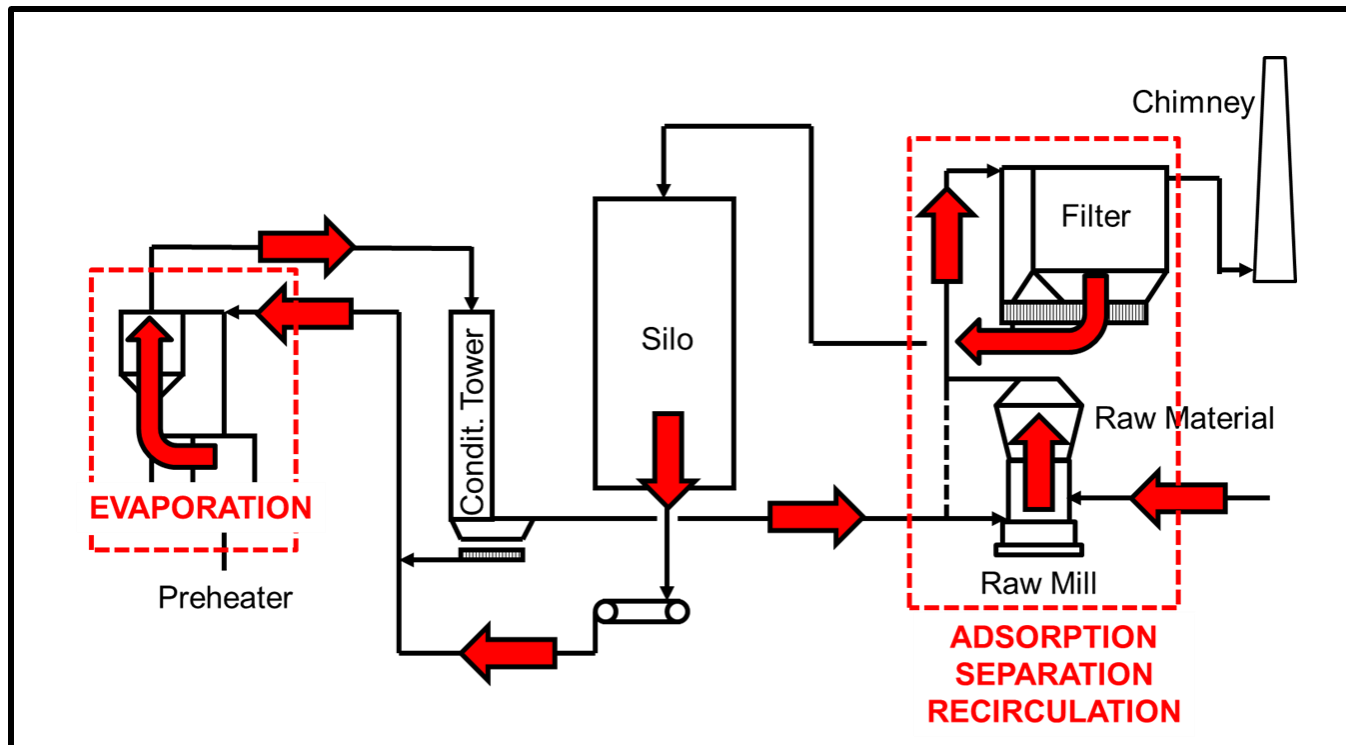 Chimney
Filter
Silo
Condit. Tower
Raw Material
EVAPORATION
Preheater
Raw Mill
ADSORPTION
SEPARATION
RECIRCULATION